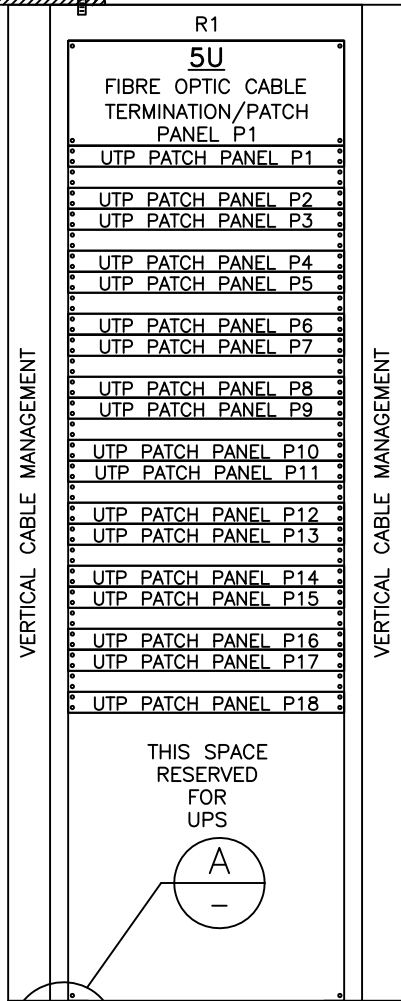 R1
5U
FIBRE OPTIC CABLE
TERMINATION/PATCH
PANEL P1
UTP PATCH PANEL P1
UTP PATCH PANEL P2
UTP PATCH PANEL P3
UTP PATCH PANEL P4
UTP PATCH PANEL P5
UTP PATCH PANEL P6
UTP PATCH PANEL P7
UTP PATCH PANEL P8
UTP PATCH PANEL P9
UTP PATCH PANEL P10
UTP PATCH PANEL P11
UTP PATCH PANEL P12
UTP PATCH PANEL P13
UTP PATCH PANEL P14
UTP PATCH PANEL P15
UTP PATCH PANEL P16
UTP PATCH PANEL P17
UTP PATCH PANEL P18
VERTICAL CABLE MANAGEMENT
VERTICAL CABLE MANAGEMENT
THIS SPACE
RESERVED
FOR
UPS
A
–